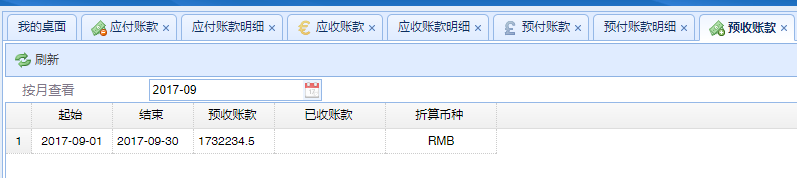 我的桌面 应付账款 应付账款明细 应收账款 应收账款明细 预付账款 预付账款明细 预收账款
刷新
按月查看 2017-09
起始 结束 预收账款 已收账款 折算币种
1 2017-09-01 2017-09-30 1732234.5 RMB